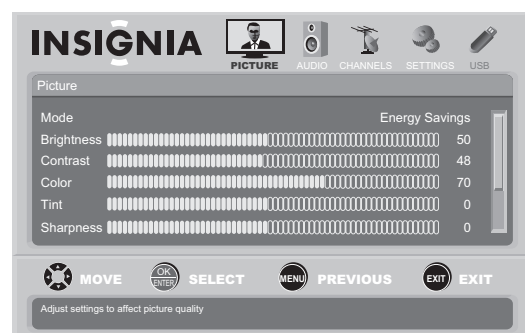 INSIGNIA
PICTURE AUDIO CHANNELS SETTINGS USB
Picture
Mode Energy Savings
Brightness 50
Contrast 48
Color 70
Tint 0
Sharpness 0
MOVE OK ENTER SELECT MENU PREVIOUS EXIT EXIT
Adjust settings to affect picture quality